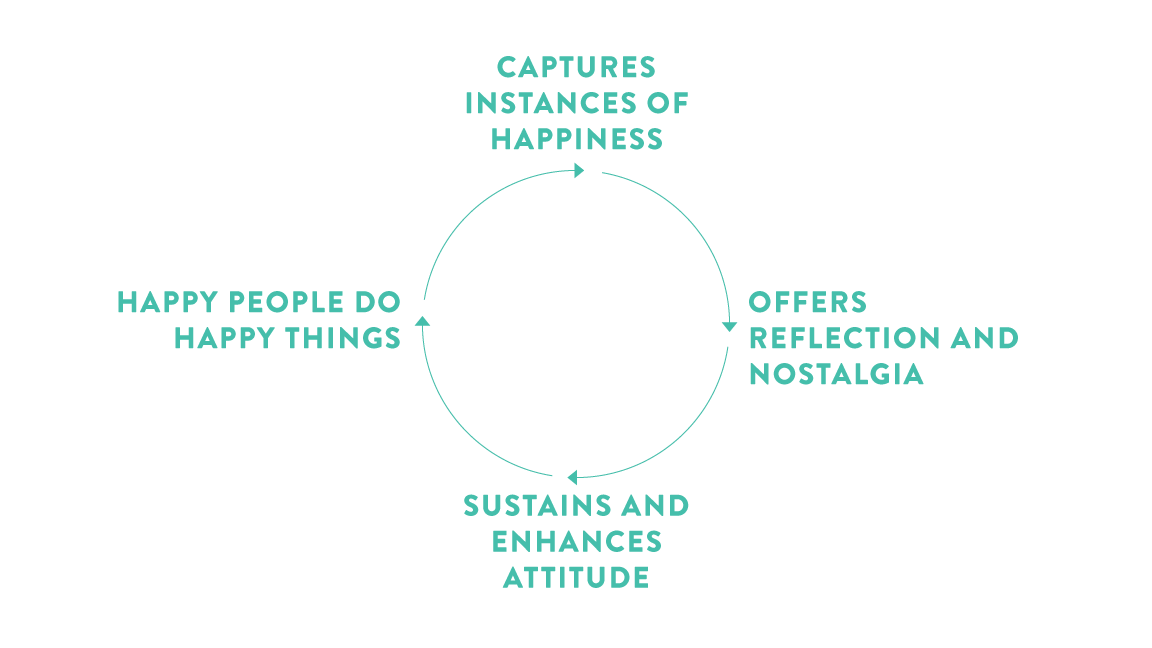 CAPTURES
INSTANCES OF
HAPPINESS
HAPPY PEOPLE DO
HAPPY THINGS
OFFERS
REFLECTION AND
NOSTALGIA
SUSTAINS AND
ENHANCES
ATTITUDE